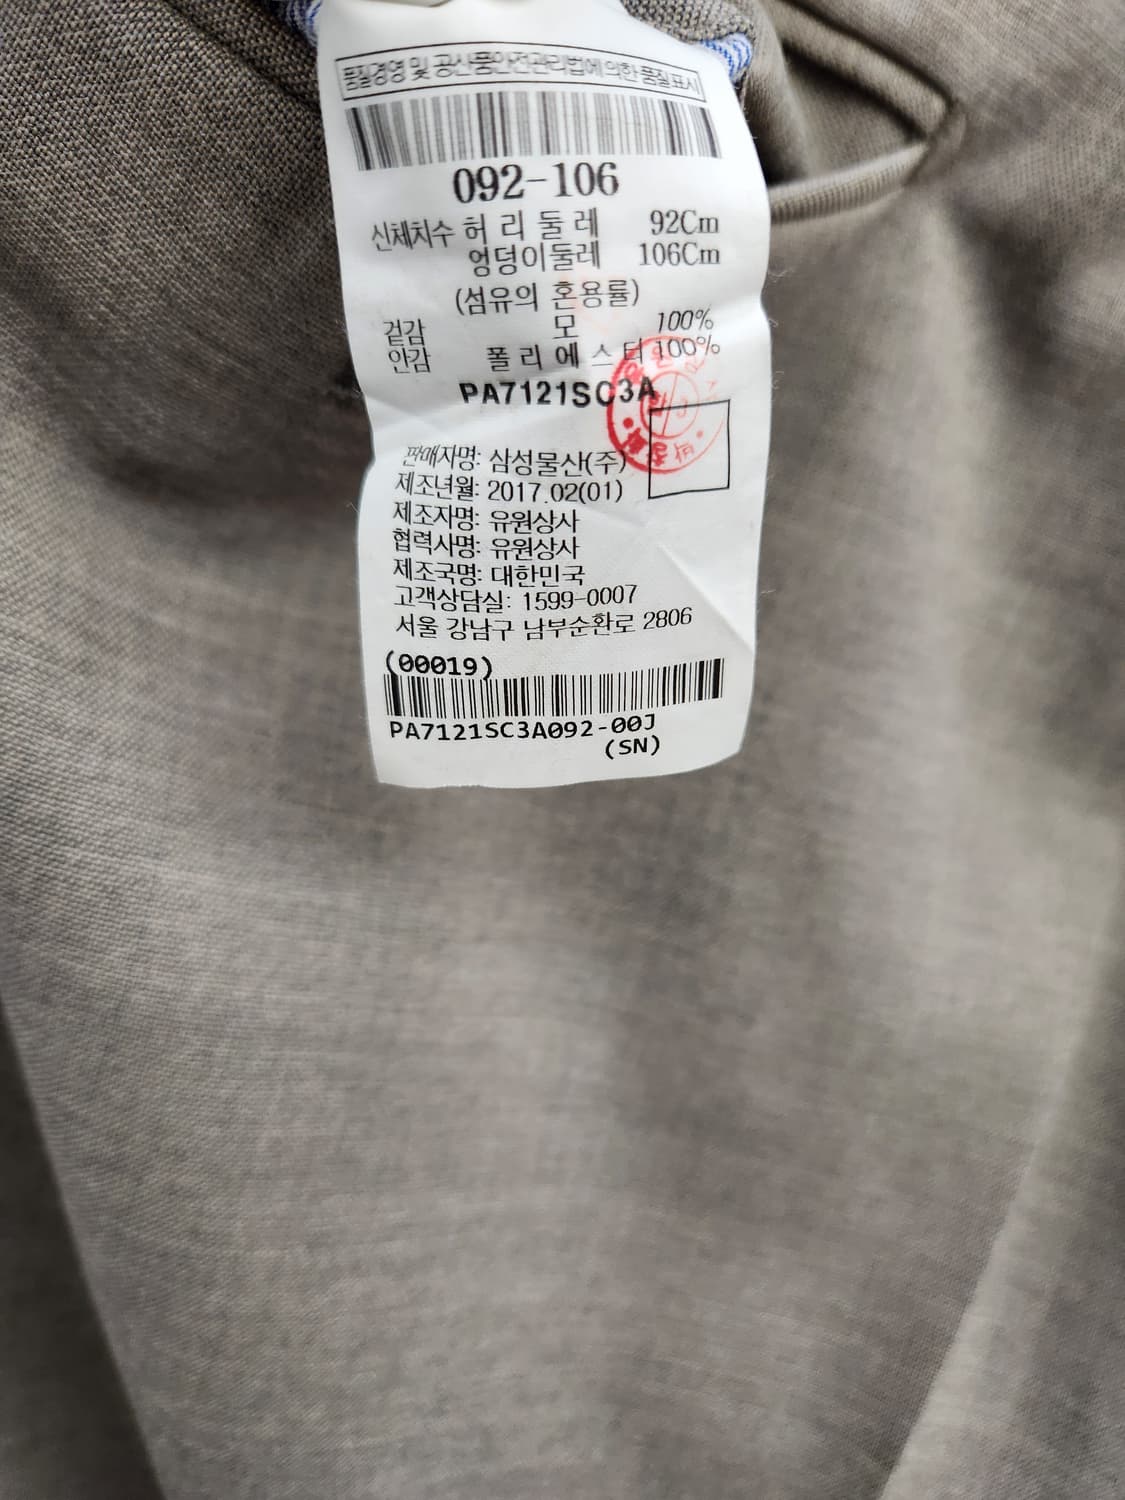 품질경영 및 공산품안전관리법에 의한 품질표시
092-106
신체치수 허 리 둘 레 92Cm
엉덩이둘레 106Cm
(섬유의 혼용률)
겉감 모 100%
안감 폴 리 에 스 터 100%
PA7121SC3A
판매자명: 삼성물산(주)
제조년월: 2017.02(01)
제조자명: 유원상사
협력사명: 유원상사
제조국명: 대한민국
고객상담실: 1599-0007
서울 강남구 남부순환로 2806
(00019)
PA7121SC3A092-00J
(SN)